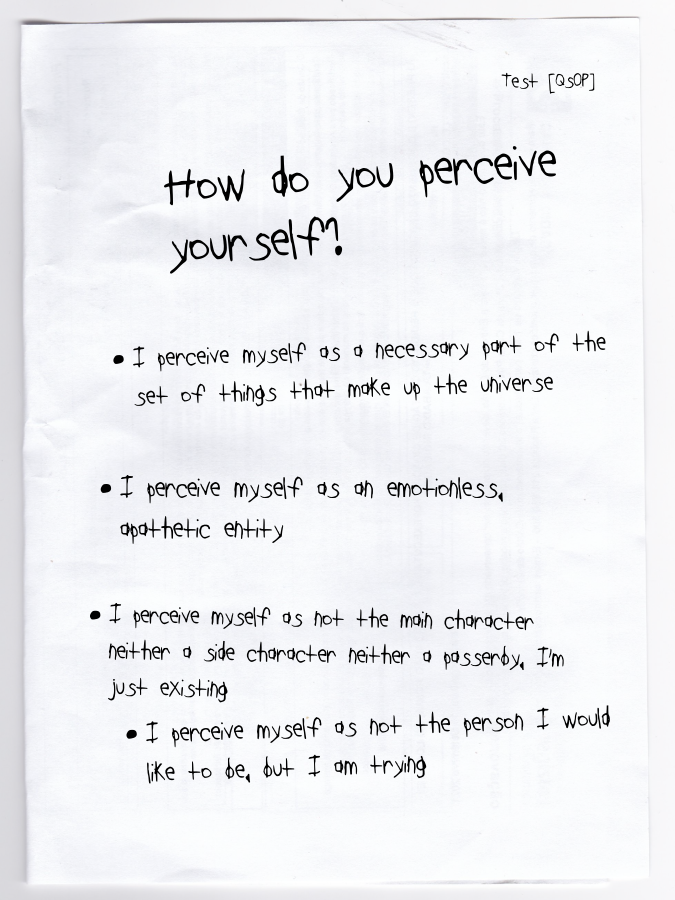 Test [QsOP]
How do you perceive
yourself?
• I perceive myself as a necessary part of the
set of things that make up the universe
• I perceive myself as an emotionless,
apathetic entity
• I perceive myself as not the main character
neither a side character neither a passerby, I'm
just existing
• I perceive myself as not the person I would
like to be, but I am trying